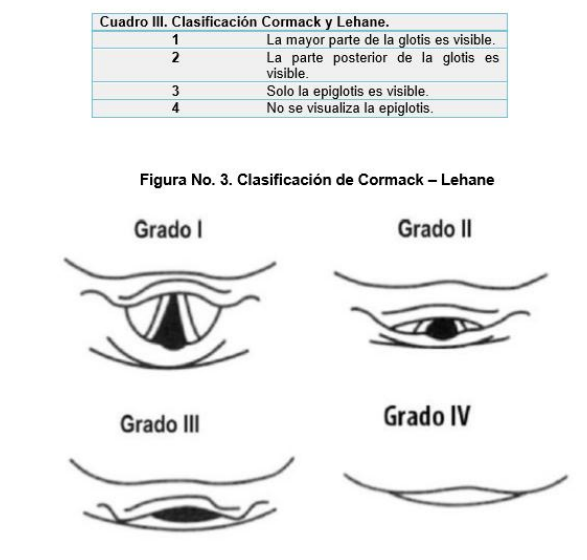 Cuadro III. Clasificación Cormack y Lehane.
1 La mayor parte de la glotis es visible.
2 La parte posterior de la glotis es
visible.
3 Solo la epiglotis es visible.
4 No se visualiza la epiglotis.
Figura No. 3. Clasificación de Cormack – Lehane
Grado I
Grado II
Grado III
Grado IV